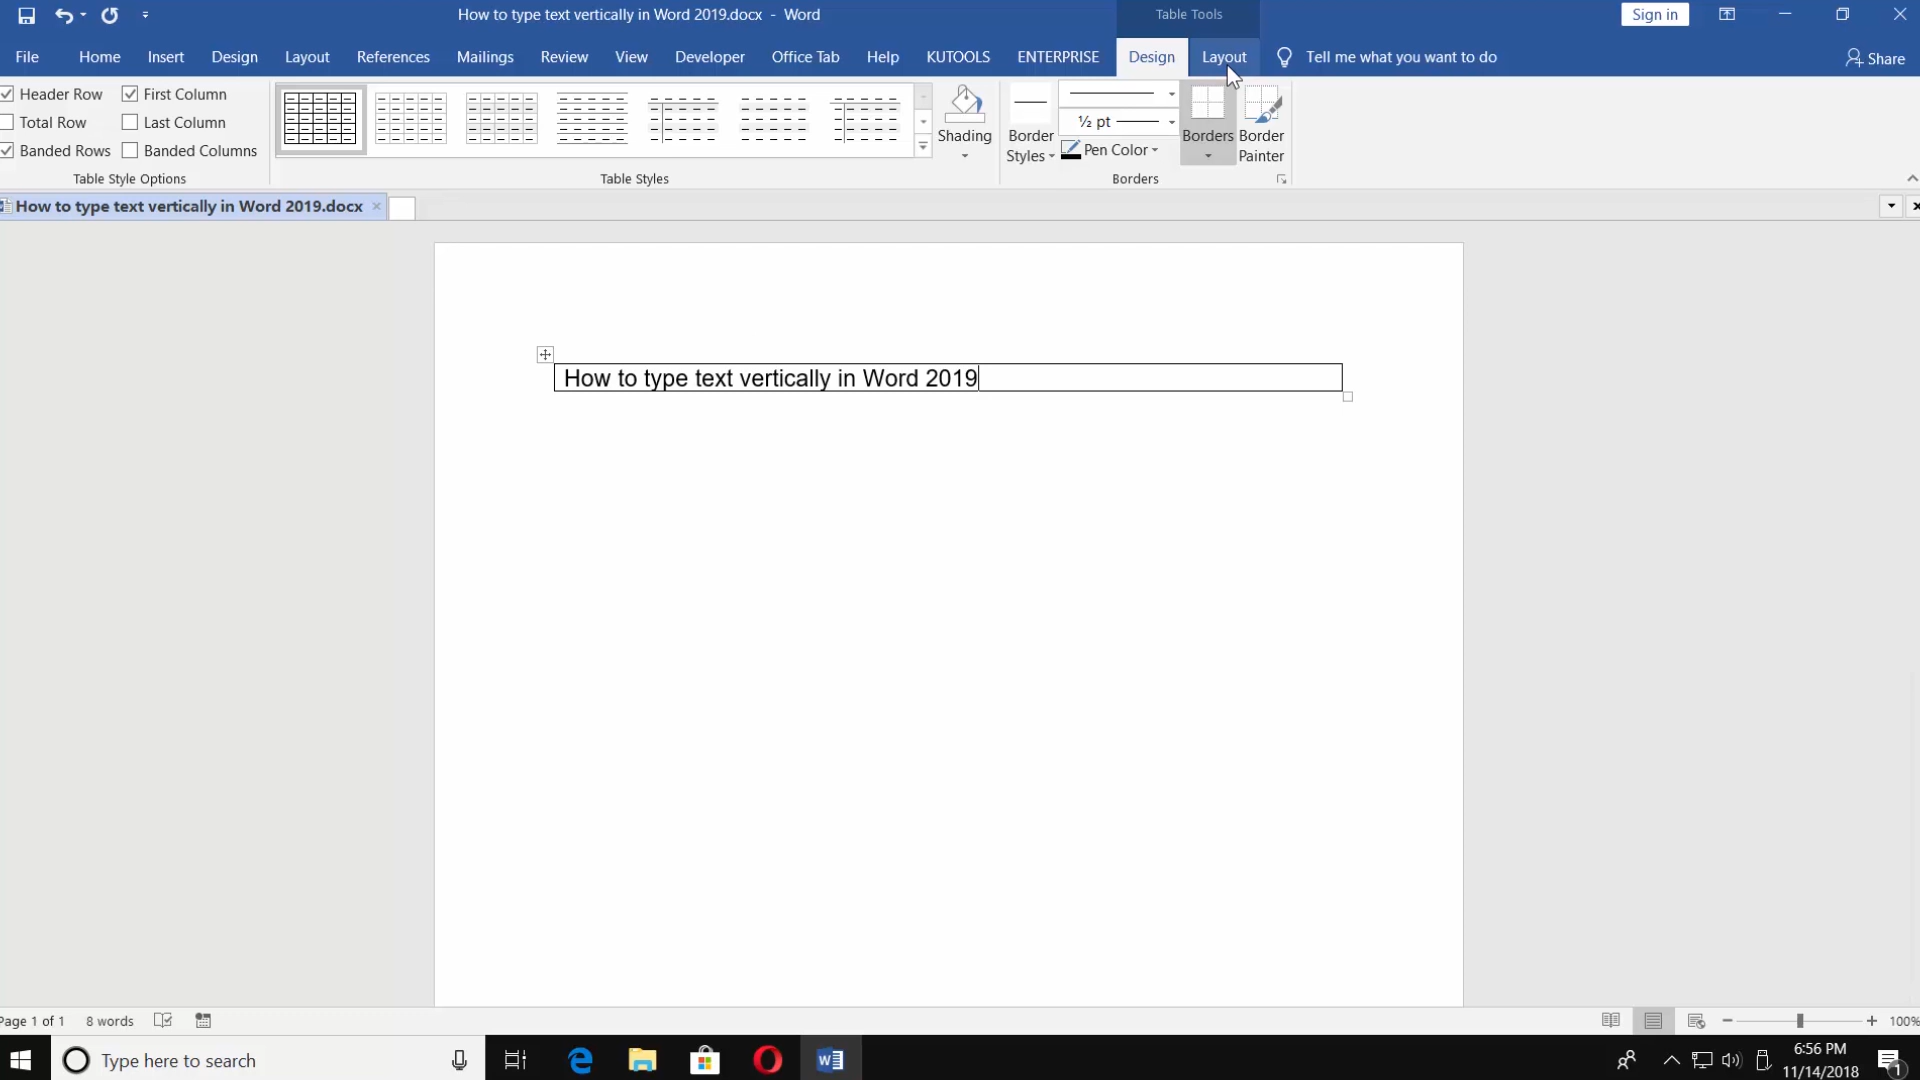 How to type text vertically in Word 2019.docx - Word
Table Tools
Sign in
File Home Insert Design Layout References Mailings Review View Developer Office Tab Help KUTOOLS ENTERPRISE Design Layout Tell me what you want to do Share
Header Row First Column
Total Row Last Column
Banded Rows Banded Columns
Table Style Options
Table Styles
Shading
Border Styles
½ pt
Pen Color
Borders
Border Painter
Borders
How to type text vertically in Word 2019.docx
How to type text vertically in Word 2019
Page 1 of 1 8 words
100%
Type here to search
6:56 PM
11/14/2018
1